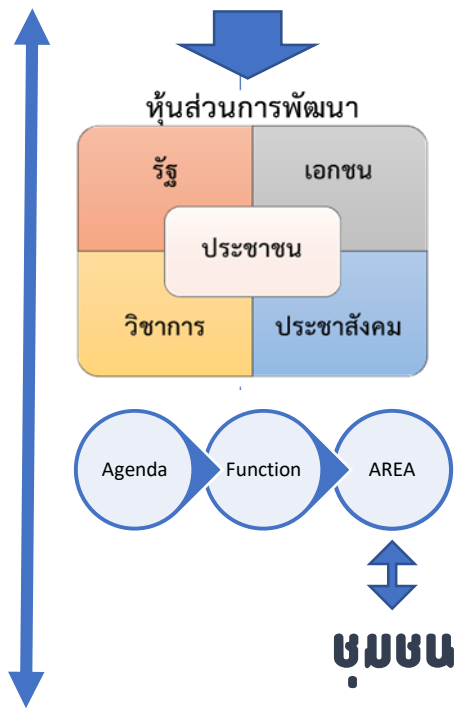 หุ้นส่วนการพัฒนา
รัฐ
เอกชน
ประชาชน
วิชาการ
ประชาสังคม
Agenda
Function
AREA
ชุมชน